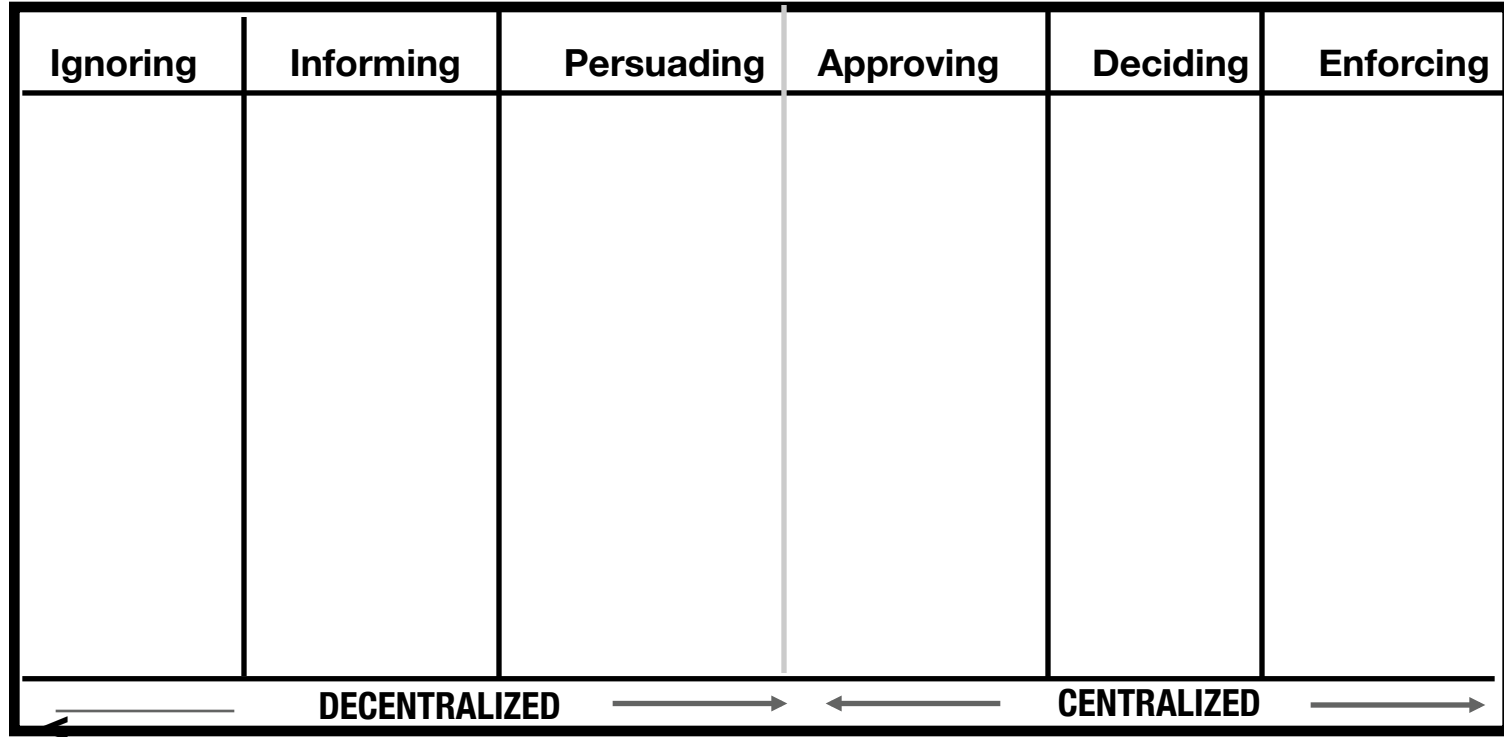 Ignoring Informing Persuading Approving Deciding Enforcing
DECENTRALIZED CENTRALIZED